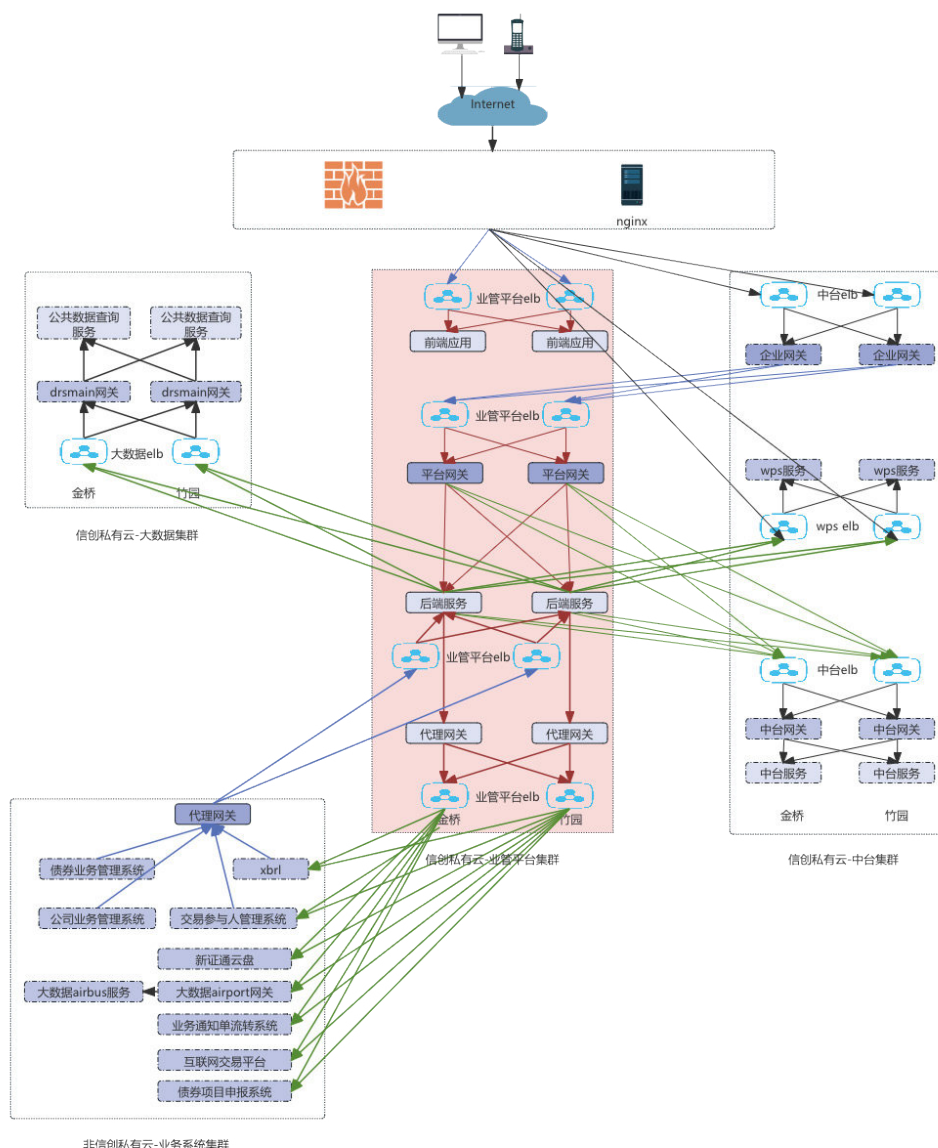 Internet
nginx
业管平台elb
中台elb
公共数据查询
服务
公共数据查询
服务
前端应用
前端应用
企业网关
企业网关
drsmain网关
drsmain网关
业管平台elb
大数据elb
平台网关
平台网关
wps服务
wps服务
金桥
竹园
wps elb
信创私有云-大数据集群
后端服务
后端服务
业管平台elb
中台elb
代理网关
代理网关
中台网关
中台网关
中台服务
中台服务
业管平台elb
金桥
竹园
金桥
竹园
代理网关
信创私有云-业管平台集群
信创私有云-中台集群
债券业务管理系统
xbrl
公司业务管理系统
交易参与人管理系统
新证通云盘
大数据airbus服务
大数据airport网关
业务通知单流转系统
互联网交易平台
债券项目申报系统
非信创私有云-业务系统集群